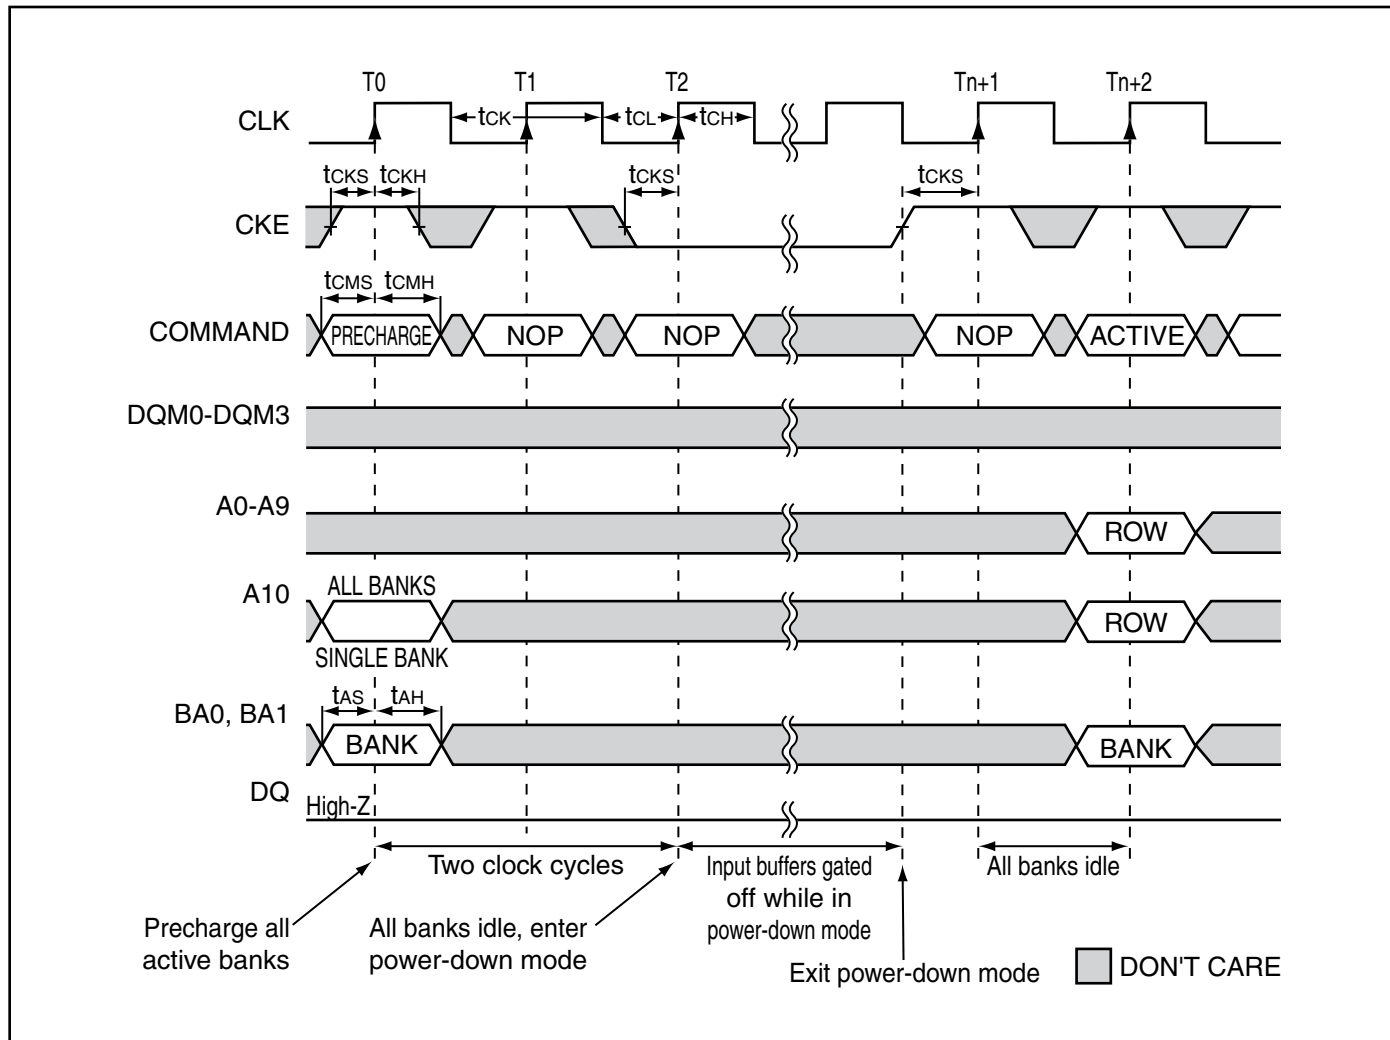 T0 T1 T2 Tn+1 Tn+2
CLK tCK tCL tCH
tCKS tCKH tCKS tCKS
CKE
tCMS tCMH
COMMAND PRECHARGE NOP NOP NOP ACTIVE
DQM0-DQM3
A0-A9 ROW
ALL BANKS
A10 ROW
SINGLE BANK
tAS tAH
BA0, BA1 BANK BANK
DQ
High-Z
Two clock cycles
Input buffers gated
off while in
power-down mode
All banks idle
Precharge all
active banks
All banks idle, enter
power-down mode
Exit power-down mode
DON'T CARE